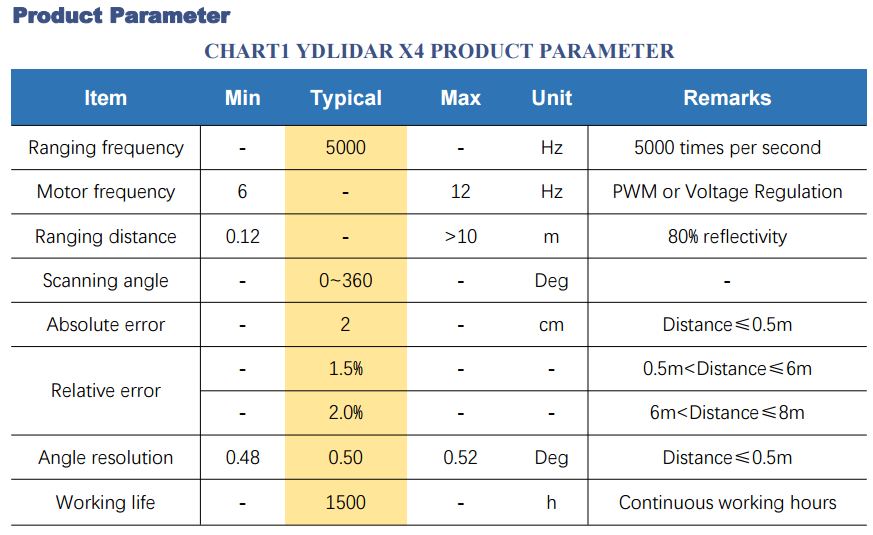 Product Parameter
CHART1 YDLIDAR X4 PRODUCT PARAMETER
Item Min Typical Max Unit Remarks
Ranging frequency - 5000 - Hz 5000 times per second
Motor frequency 6 - 12 Hz PWM or Voltage Regulation
Ranging distance 0.12 - >10 m 80% reflectivity
Scanning angle - 0~360 - Deg -
Absolute error - 2 - cm Distance≤0.5m
Relative error - 1.5% - - 0.5m<Distance≤6m
- 2.0% - - 6m<Distance≤8m
Angle resolution 0.48 0.50 0.52 Deg Distance≤0.5m
Working life - 1500 - h Continuous working hours